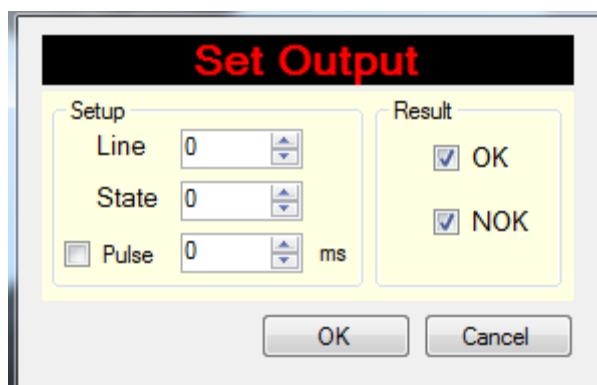 Set Output
Setup
Line 0
State 0
Pulse 0 ms
Result
OK
NOK
OK Cancel